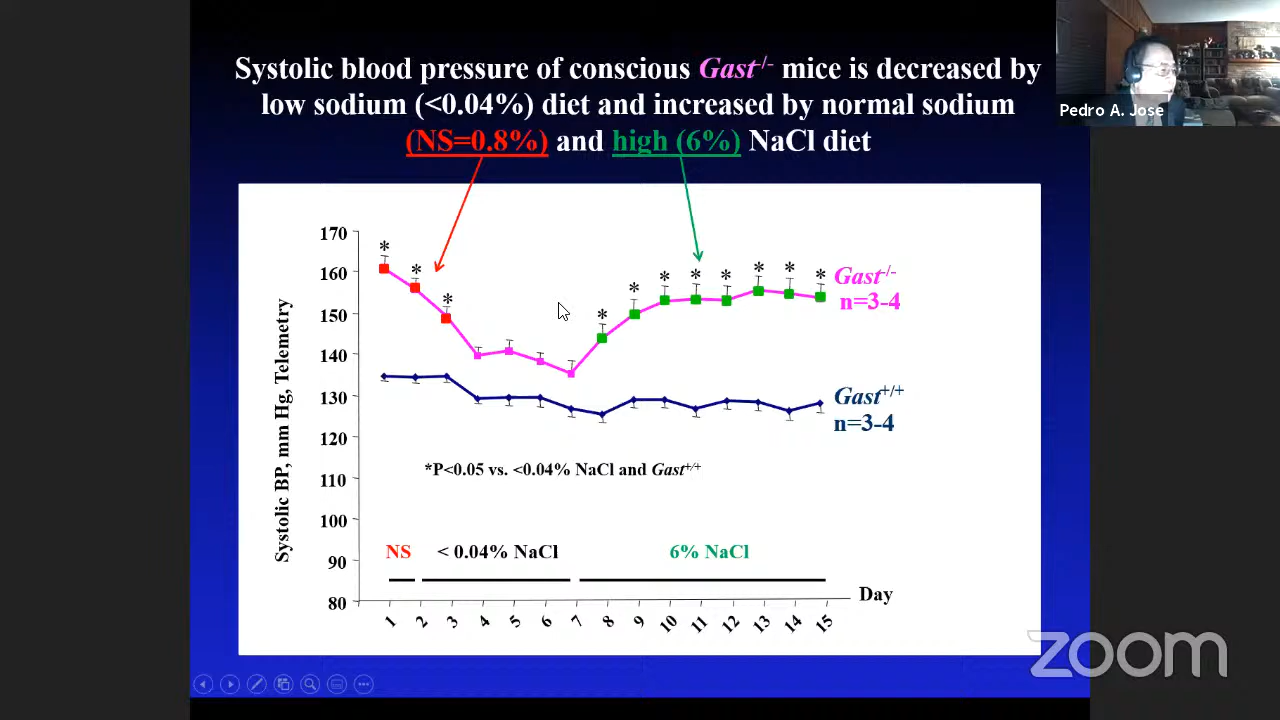 Systolic blood pressure of conscious Gast-/- mice is decreased by
low sodium (<0.04%) diet and increased by normal sodium
(NS=0.8%) and high (6%) NaCl diet
Pedro A. Jose
Systolic BP, mm Hg, Telemetry
170
160
150
140
130
120
110
100
90
80
* * * * * * * * * * *
Gast-/-
n=3-4
Gast+/+
n=3-4
*P<0.05 vs. <0.04% NaCl and Gast+/+
NS < 0.04% NaCl 6% NaCl
Day
1 2 3 4 5 6 7 8 9 10 11 12 13 14 15
zoom